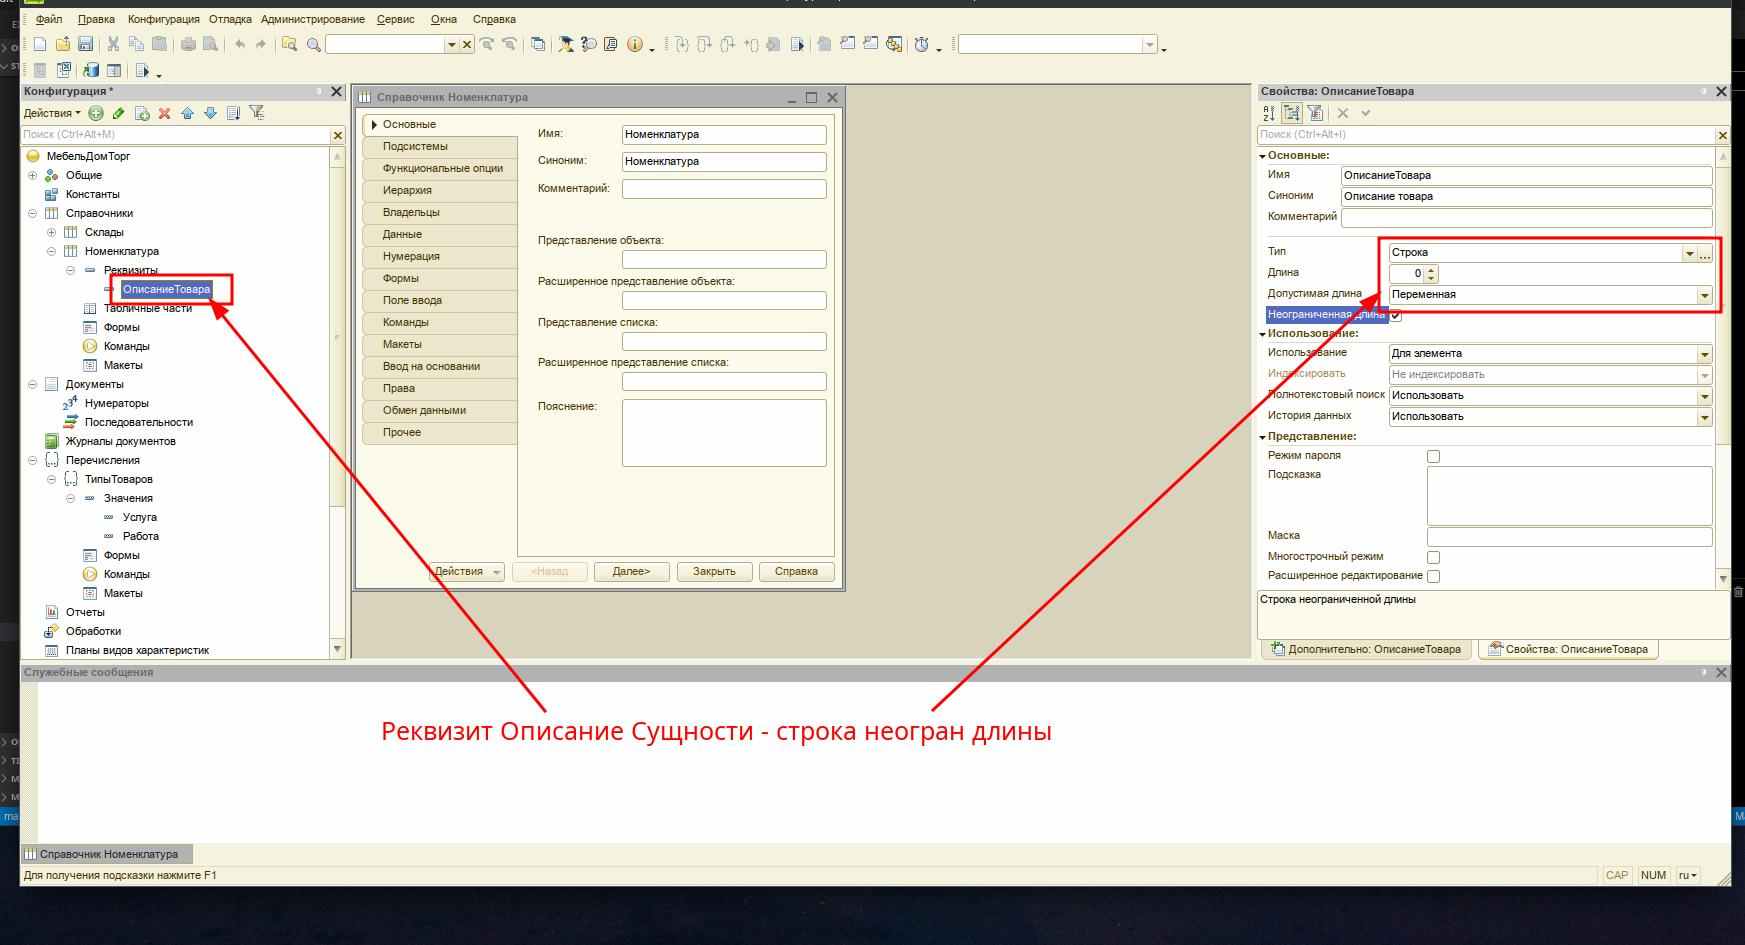 Файл Правка Конфигурация Отладка Администрирование Сервис Окна Справка
Конфигурация *
Действия
Поиск (Ctrl+Alt+M)
МебельДомТорг
Общие
Константы
Справочники
Склады
Номенклатура
Реквизиты
ОписаниеТовара
Табличные части
Формы
Команды
Макеты
Документы
Нумераторы
Последовательности
Журналы документов
Перечисления
ТипыТоваров
Значения
Услуга
Работа
Формы
Команды
Макеты
Отчеты
Обработки
Планы видов характеристик
Справочник Номенклатура
Основные
Подсистемы
Функциональные опции
Иерархия
Владельцы
Данные
Нумерация
Формы
Поле ввода
Команды
Макеты
Ввод на основании
Права
Обмен данными
Прочее
Имя: Номенклатура
Синоним: Номенклатура
Комментарий:
Представление объекта:
Расширенное представление объекта:
Представление списка:
Расширенное представление списка:
Пояснение:
Действия <Назад Далее> Закрыть Справка
Свойства: ОписаниеТовара
Поиск (Ctrl+Alt+I)
Основные:
Имя ОписаниеТовара
Синоним Описание товара
Комментарий
Тип Строка
Длина 0
Допустимая длина Переменная
Неограниченная длина
Использование:
Использование Для элемента
Индексировать Не индексировать
Полнотекстовый поиск Использовать
История данных Использовать
Представление:
Режим пароля
Подсказка
Маска
Многострочный режим
Расширенное редактирование
Строка неограниченной длины
Дополнительно: ОписаниеТовара Свойства: ОписаниеТовара
Служебные сообщения
Реквизит Описание Сущности - строка неогран длины
Справочник Номенклатура
Для получения подсказки нажмите F1
CAP NUM ru